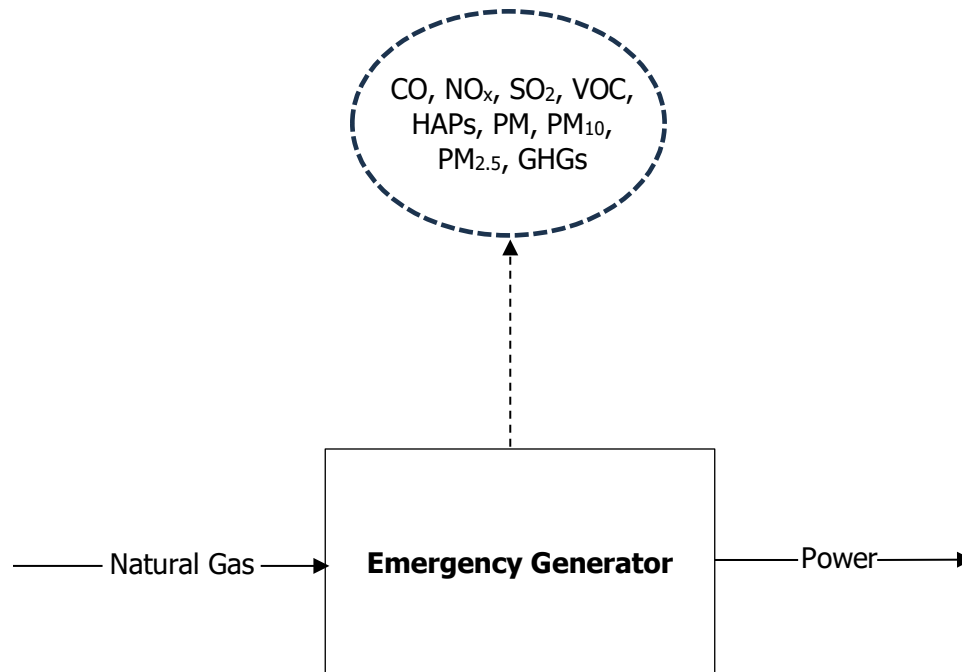 CO, NOx, SO2, VOC,
HAPs, PM, PM10,
PM2.5, GHGs
Natural Gas
Emergency Generator
Power